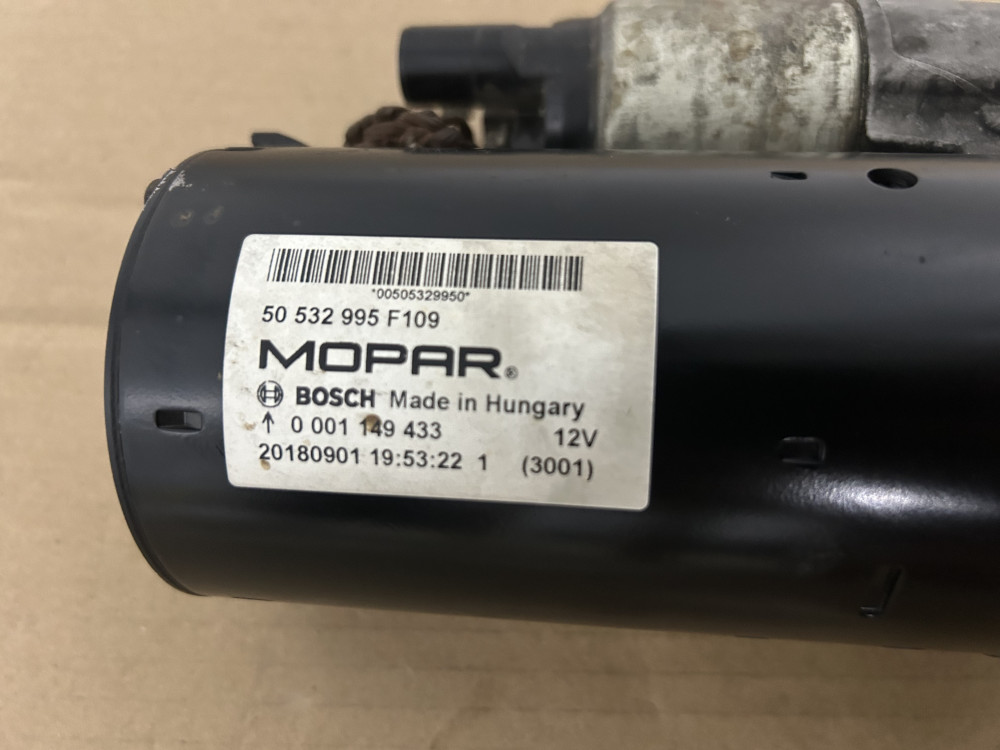 *00505329950*
50 532 995 F109
MOPAR®
BOSCH Made in Hungary
↑ 0 001 149 433 12V
20180901 19:53:22 1 (3001)